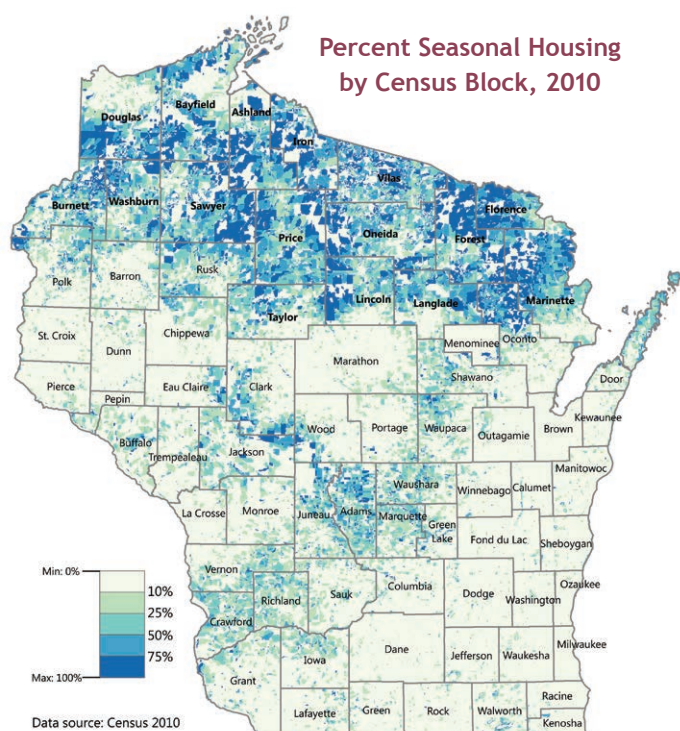 Percent Seasonal Housing
by Census Block, 2010
Douglas
Bayfield
Ashland
Iron
Vilas
Burnett
Washburn
Sawyer
Price
Oneida
Forest
Florence
Polk
Barron
Rusk
Lincoln
Langlade
Marinette
Taylor
St. Croix
Dunn
Chippewa
Marathon
Menominee
Oconto
Shawano
Door
Pierce
Pepin
Eau Claire
Clark
Buffalo
Trempealeau
Jackson
Wood
Portage
Waupaca
Outagamie
Brown
Kewaunee
La Crosse
Monroe
Juneau
Adams
Waushara
Marquette
Green
Lake
Winnebago
Calumet
Manitowoc
Fond du Lac
Sheboygan
Vernon
Richland
Sauk
Columbia
Dodge
Washington
Ozaukee
Crawford
Grant
Iowa
Dane
Jefferson
Waukesha
Milwaukee
Lafayette
Green
Rock
Walworth
Racine
Kenosha
Min: 0%
10%
25%
50%
75%
Max: 100%
Data source: Census 2010